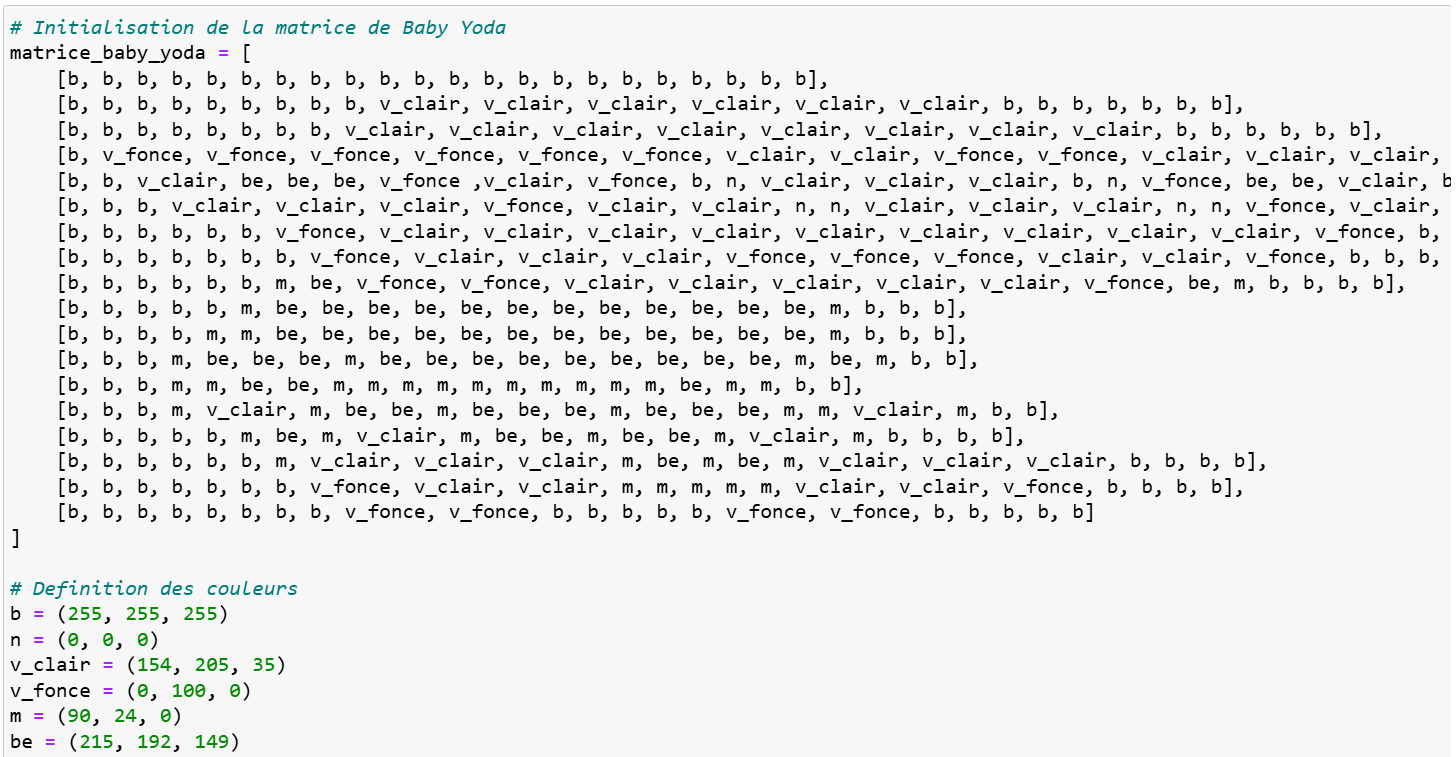 # Initialisation de la matrice de Baby Yoda
matrice_baby_yoda = [
[b, b, b, b, b, b, b, b, b, b, b, b, b, b, b, b, b, b, b, b, b, b],
[b, b, b, b, b, b, b, b, b, v_clair, v_clair, v_clair, v_clair, v_clair, v_clair, b, b, b, b, b, b, b],
[b, b, b, b, b, b, b, b, v_clair, v_clair, v_clair, v_clair, v_clair, v_clair, v_clair, v_clair, b, b, b, b, b, b],
[b, v_fonce, v_fonce, v_fonce, v_fonce, v_fonce, v_fonce, v_clair, v_clair, v_fonce, v_fonce, v_clair, v_clair, v_clair,
[b, b, v_clair, be, be, be, v_fonce ,v_clair, v_fonce, b, n, v_clair, v_clair, v_clair, b, n, v_fonce, be, be, v_clair, b
[b, b, b, v_clair, v_clair, v_clair, v_fonce, v_clair, v_clair, n, n, v_clair, v_clair, v_clair, n, n, v_fonce, v_clair,
[b, b, b, b, b, b, v_fonce, v_clair, v_clair, v_clair, v_clair, v_clair, v_clair, v_clair, v_clair, v_clair, v_fonce, b,
[b, b, b, b, b, b, b, v_fonce, v_clair, v_clair, v_clair, v_fonce, v_fonce, v_fonce, v_clair, v_clair, v_fonce, b, b, b,
[b, b, b, b, b, b, m, be, v_fonce, v_fonce, v_clair, v_clair, v_clair, v_clair, v_clair, v_fonce, be, m, b, b, b, b],
[b, b, b, b, b, m, be, be, be, be, be, be, be, be, be, be, be, be, m, b, b, b],
[b, b, b, b, m, m, be, be, be, be, be, be, be, be, be, be, be, be, m, b, b, b],
[b, b, b, m, be, be, be, m, be, be, be, be, be, be, be, be, be, m, be, m, b, b],
[b, b, b, m, m, be, be, m, m, m, m, m, m, m, m, m, m, be, m, m, b, b],
[b, b, b, m, v_clair, m, be, be, m, be, be, be, m, be, be, be, m, m, v_clair, m, b, b],
[b, b, b, b, b, m, be, m, v_clair, m, be, be, m, be, be, m, v_clair, m, b, b, b, b],
[b, b, b, b, b, b, m, v_clair, v_clair, v_clair, m, be, m, be, m, v_clair, v_clair, v_clair, b, b, b, b],
[b, b, b, b, b, b, b, v_fonce, v_clair, v_clair, m, m, m, m, m, v_clair, v_clair, v_fonce, b, b, b, b],
[b, b, b, b, b, b, b, b, v_fonce, v_fonce, b, b, b, b, b, v_fonce, v_fonce, b, b, b, b, b]
]
# Definition des couleurs
b = (255, 255, 255)
n = (0, 0, 0)
v_clair = (154, 205, 35)
v_fonce = (0, 100, 0)
m = (90, 24, 0)
be = (215, 192, 149)